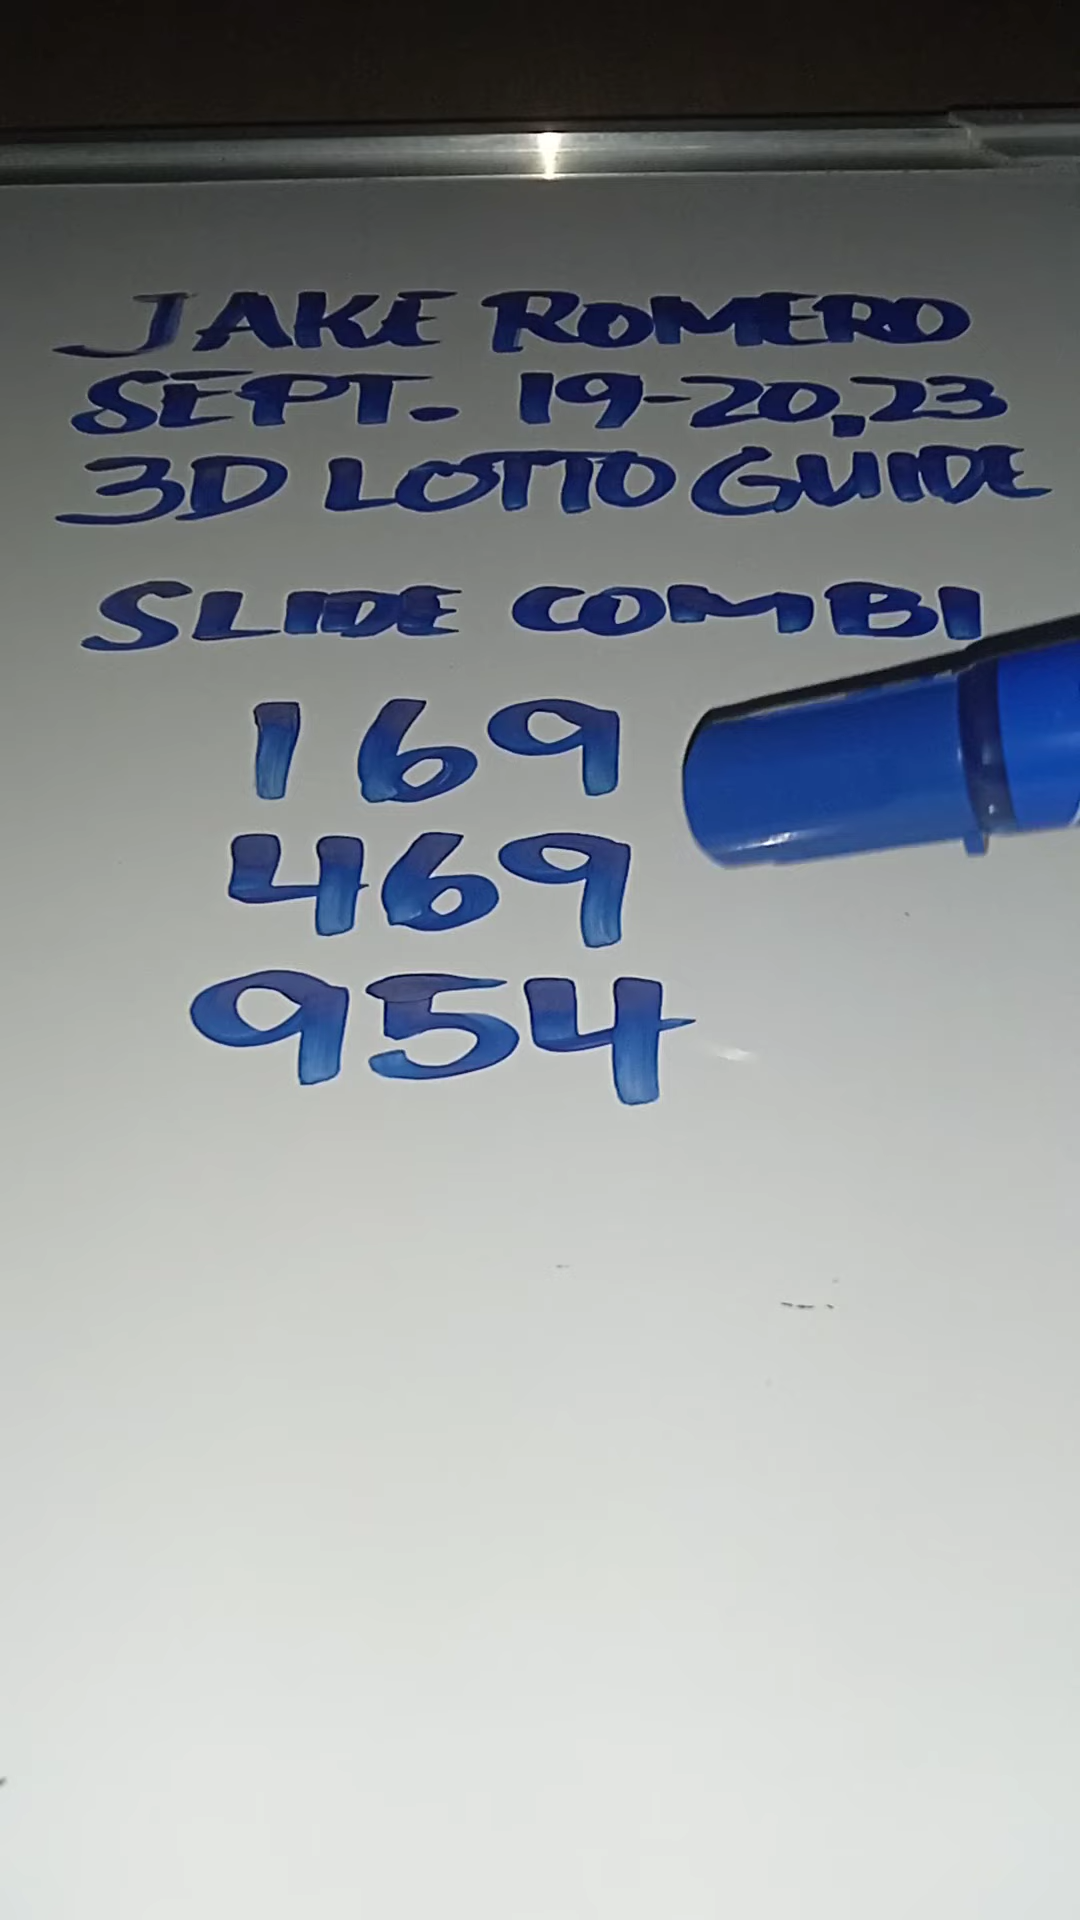 JAKE ROMERO
SEPT. 19-20,23
3D LOTTO GUIDE
SLIDE COMBI
169
469
954